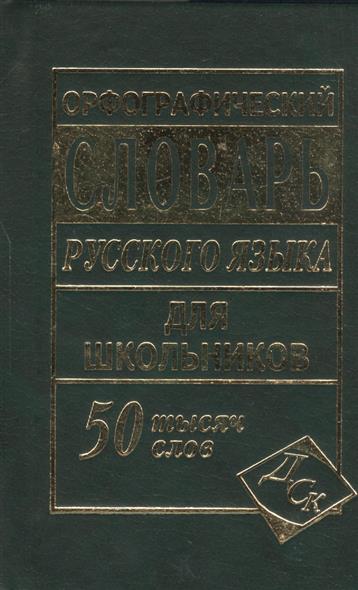 ОРФОГРАФИЧЕСКИЙ
СЛОВАРЬ
РУССКОГО ЯЗЫКА
ДЛЯ
ШКОЛЬНИКОВ
50 тысяч
слов
ДСК